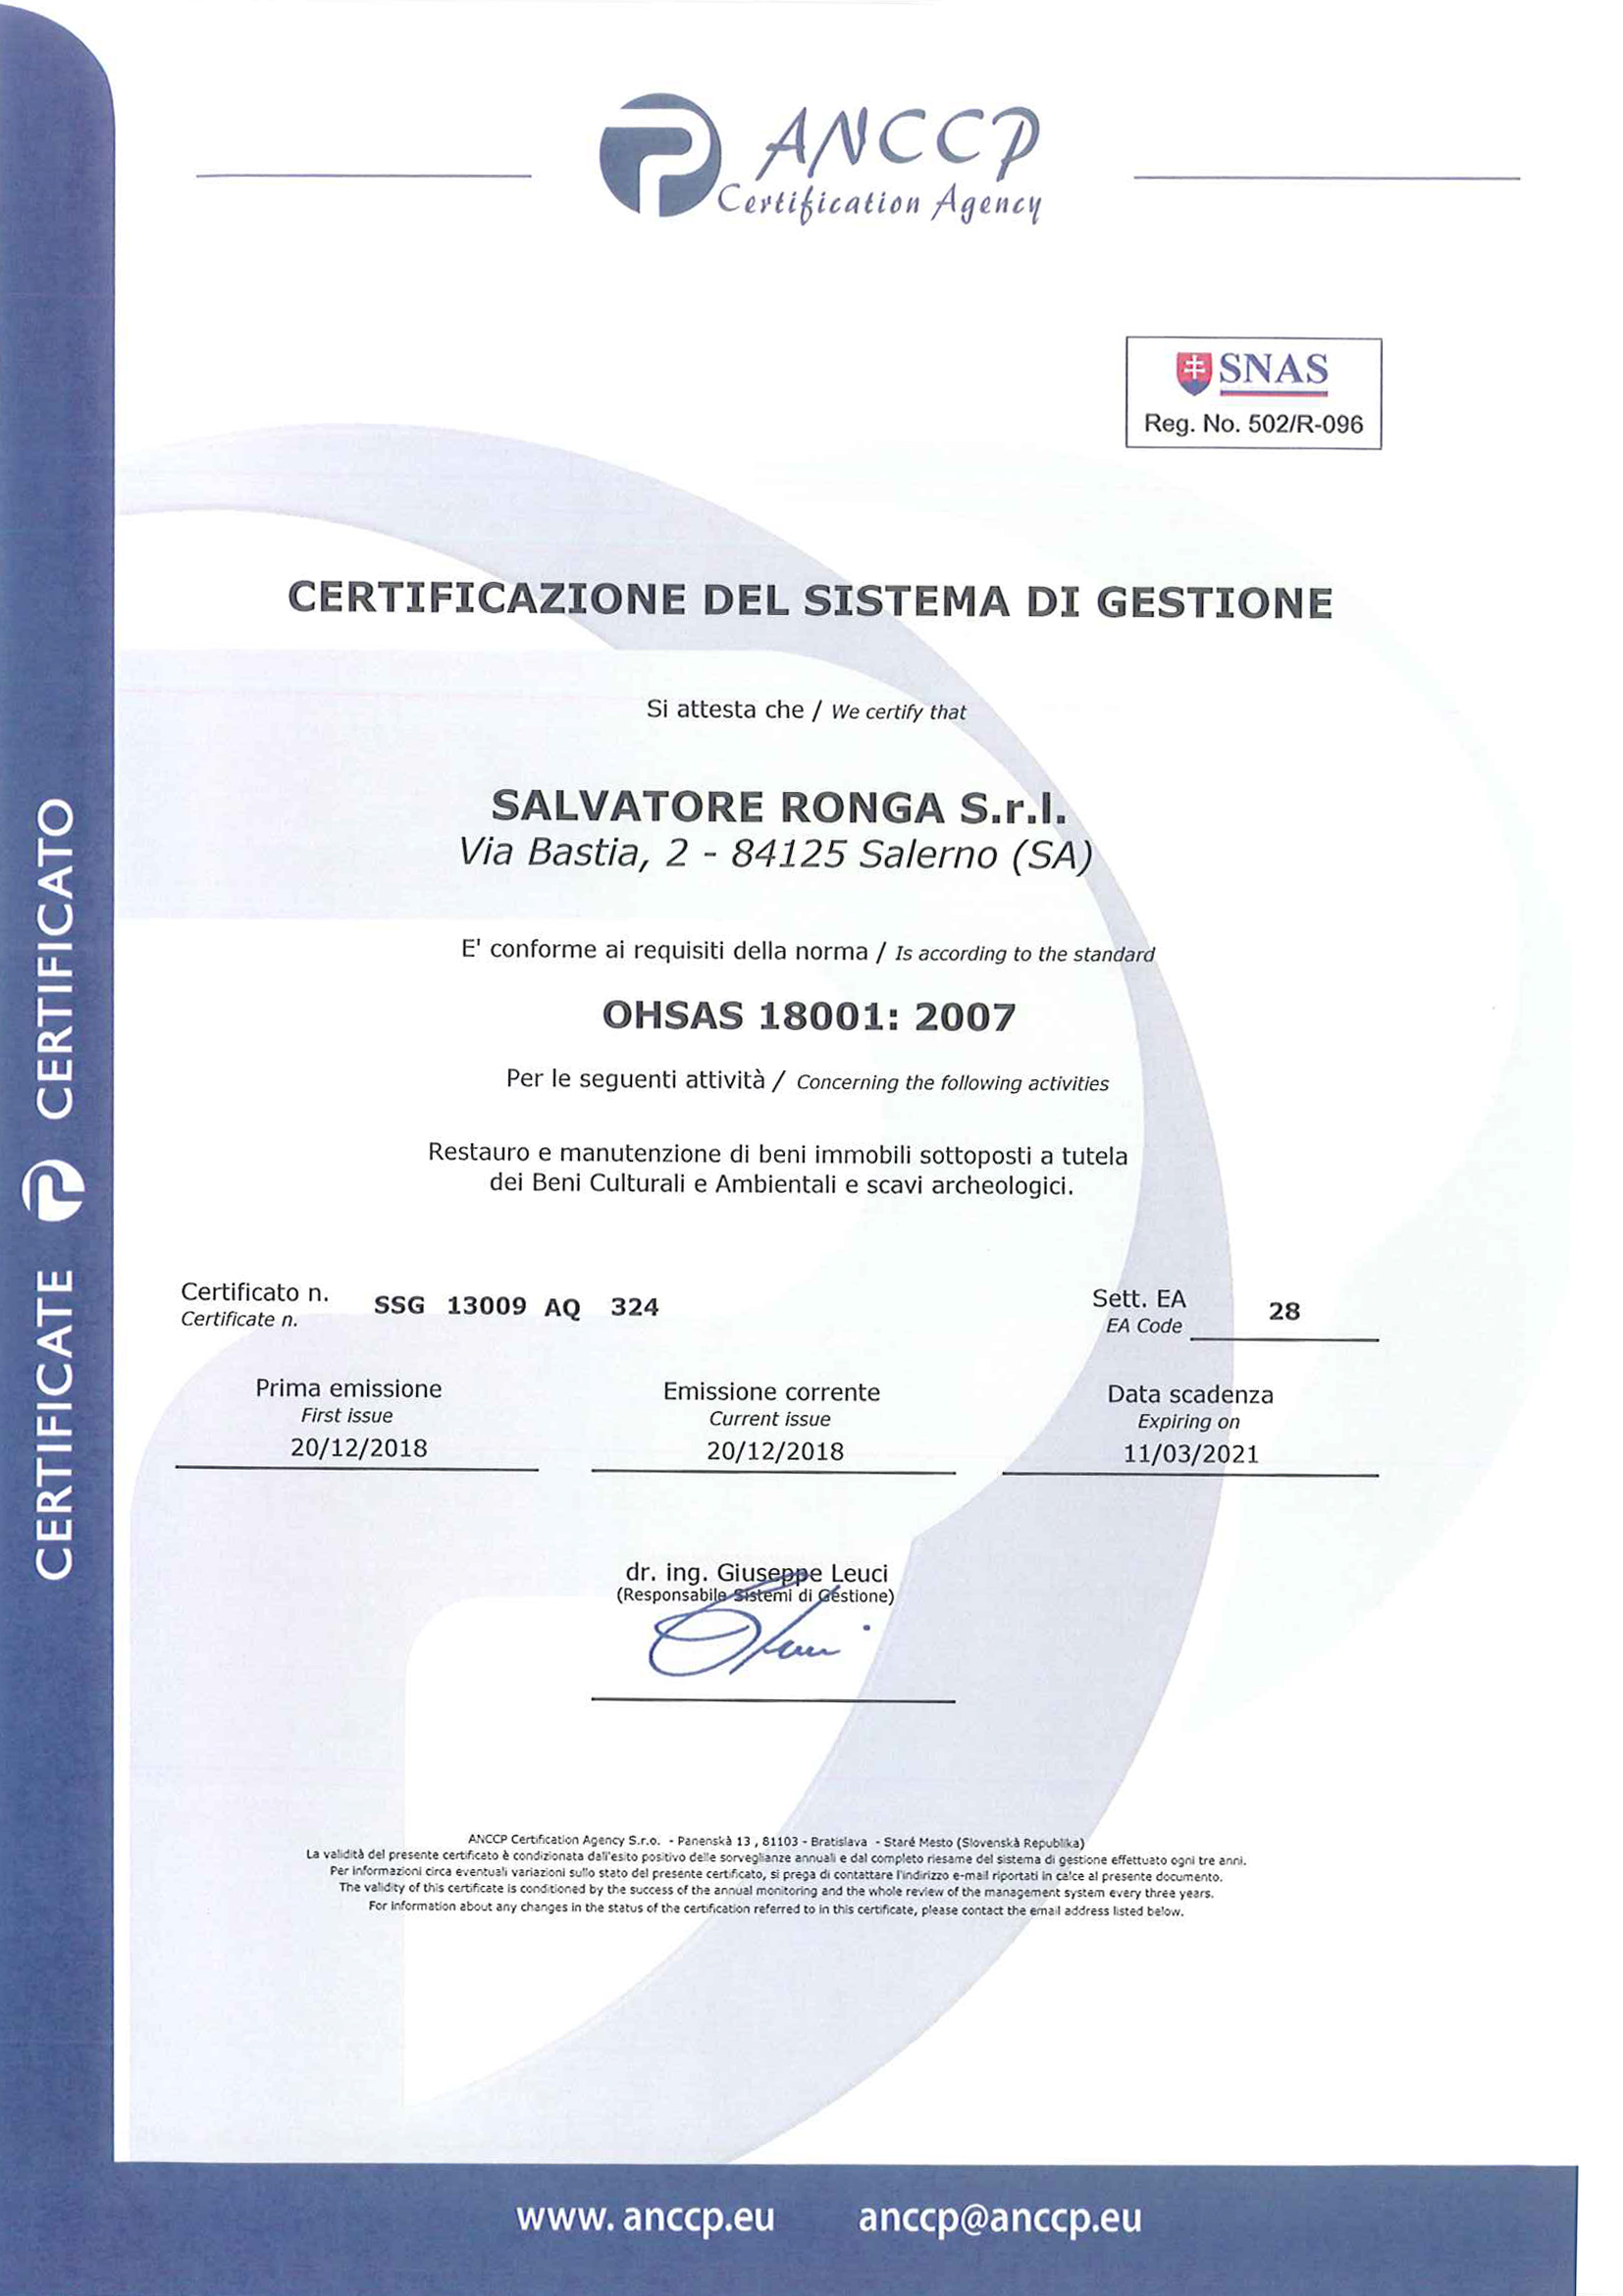 ANCCP
Certification Agency
SNAS
Reg. No. 502/R-096
CERTIFICAZIONE DEL SISTEMA DI GESTIONE
Si attesta che / We certify that
SALVATORE RONGA S.r.l.
Via Bastia, 2 - 84125 Salerno (SA)
E' conforme ai requisiti della norma / Is according to the standard
OHSAS 18001: 2007
Per le seguenti attività / Concerning the following activities
Restauro e manutenzione di beni immobili sottoposti a tutela
dei Beni Culturali e Ambientali e scavi archeologici.
Certificato n. SSG 13009 AQ 324
Certificate n.
Sett. EA 28
EA Code
Prima emissione
First issue
20/12/2018
Emissione corrente
Current issue
20/12/2018
Data scadenza
Expiring on
11/03/2021
dr. ing. Giuseppe Leuci
(Responsabile Sistemi di Gestione)
ANCCP Certification Agency S.r.o. - Panenskà 13 , 81103 - Bratislava - Staré Mesto (Slovenskà Republika)
La validità del presente certificato è condizionata dall'esito positivo delle sorveglianze annuali e dal completo riesame del sistema di gestione effettuato ogni tre anni.
Per informazioni circa eventuali variazioni sullo stato del presente certificato, si prega di contattare l'indirizzo e-mail riportati in calce al presente documento.
The validity of this certificate is conditioned by the success of the annual monitoring and the whole review of the management system every three years.
For information about any changes in the status of the certification referred to in this certificate, please contact the email address listed below.
www. anccp.eu anccp@anccp.eu
CERTIFICATE CERTIFICATO